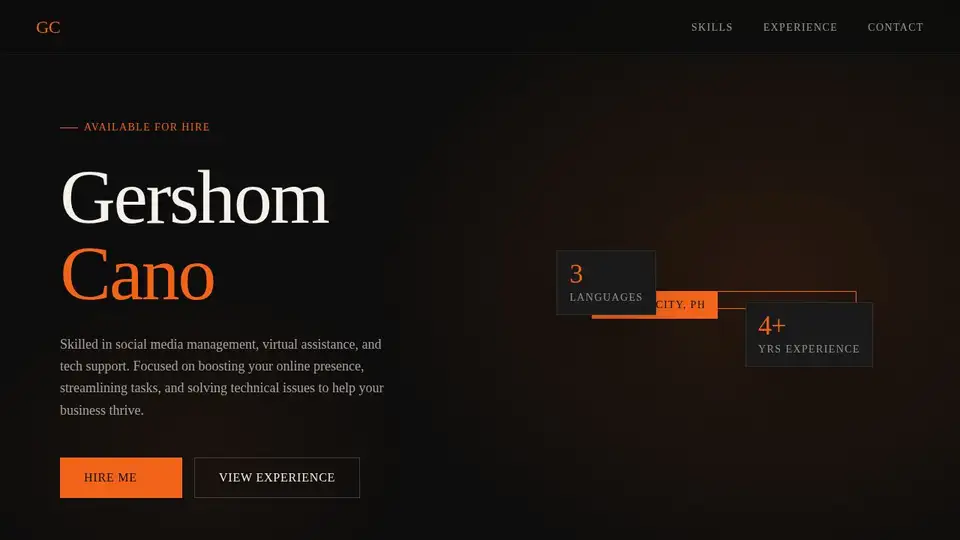 GC
SKILLS
EXPERIENCE
CONTACT
AVAILABLE FOR HIRE
Gershom
Cano
Skilled in social media management, virtual assistance, and
tech support. Focused on boosting your online presence,
streamlining tasks, and solving technical issues to help your
business thrive.
HIRE ME
VIEW EXPERIENCE
3
LANGUAGES
CITY, PH
4+
YRS EXPERIENCE